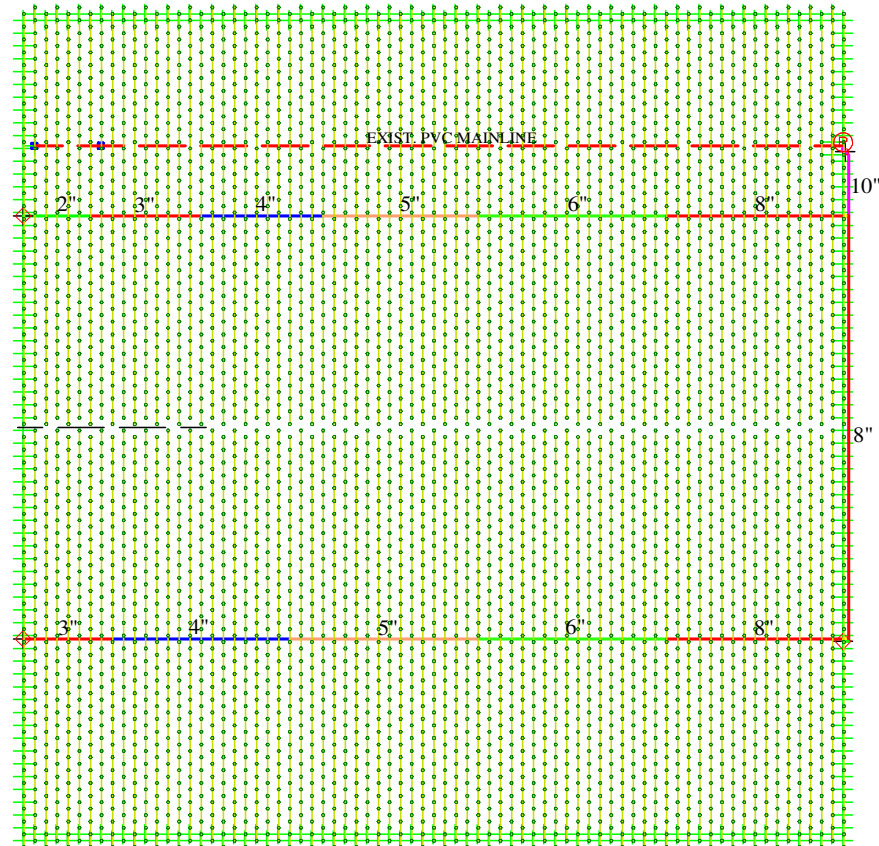 EXIST. PVC MAINLINE
10"
2" 3" 4" 5" 6" 8"
8"
3" 4" 5" 6" 8"